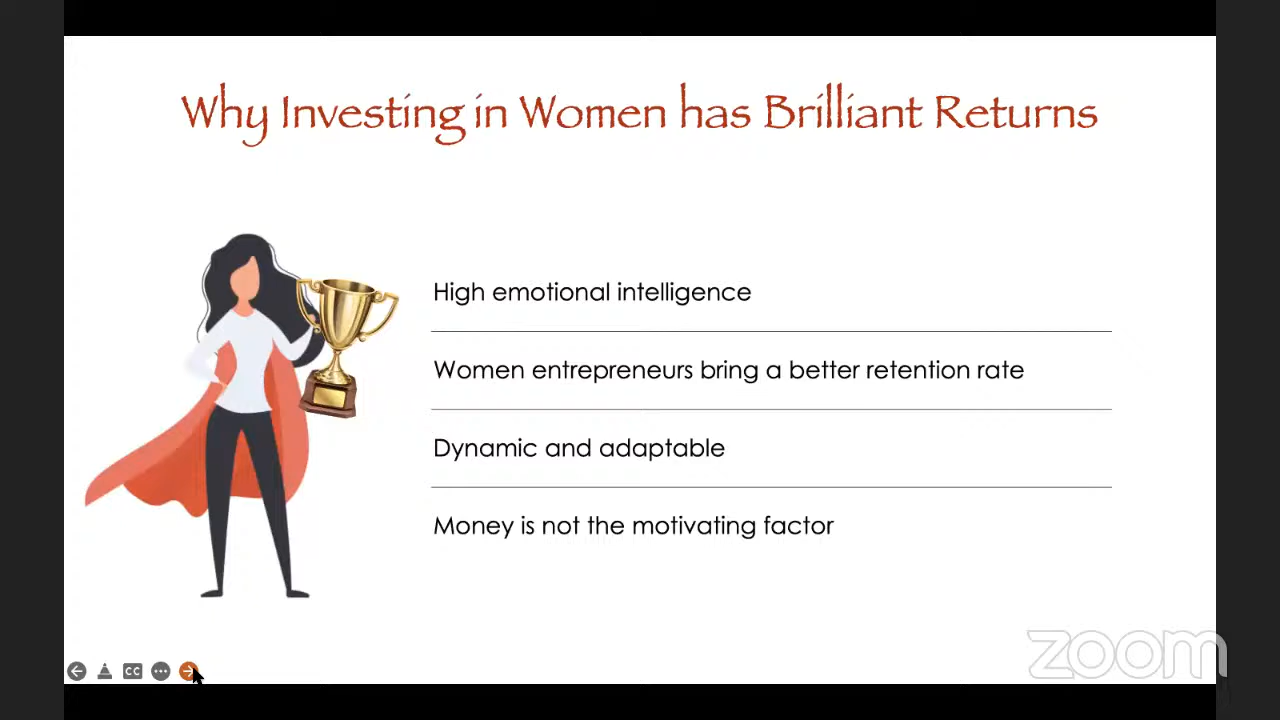 Why Investing in Women has Brilliant Returns
High emotional intelligence
Women entrepreneurs bring a better retention rate
Dynamic and adaptable
Money is not the motivating factor
CC
zoom